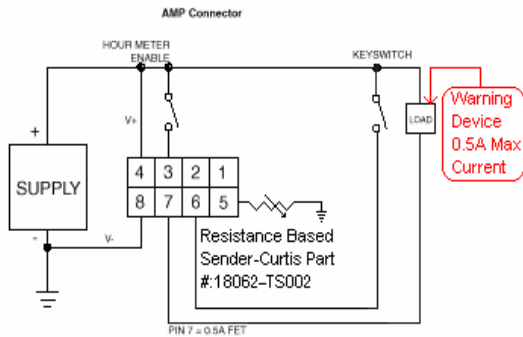 AMP Connector
HOUR METER
ENABLE
KEYSWITCH
Warning
Device
0.5A Max
Current
LOAD
V+
+
SUPPLY
-
4 3 2 1
8 7 6 5
V-
Resistance Based
Sender-Curtis Part
#:18062-TS002
PIN 7 = 0.5A FET